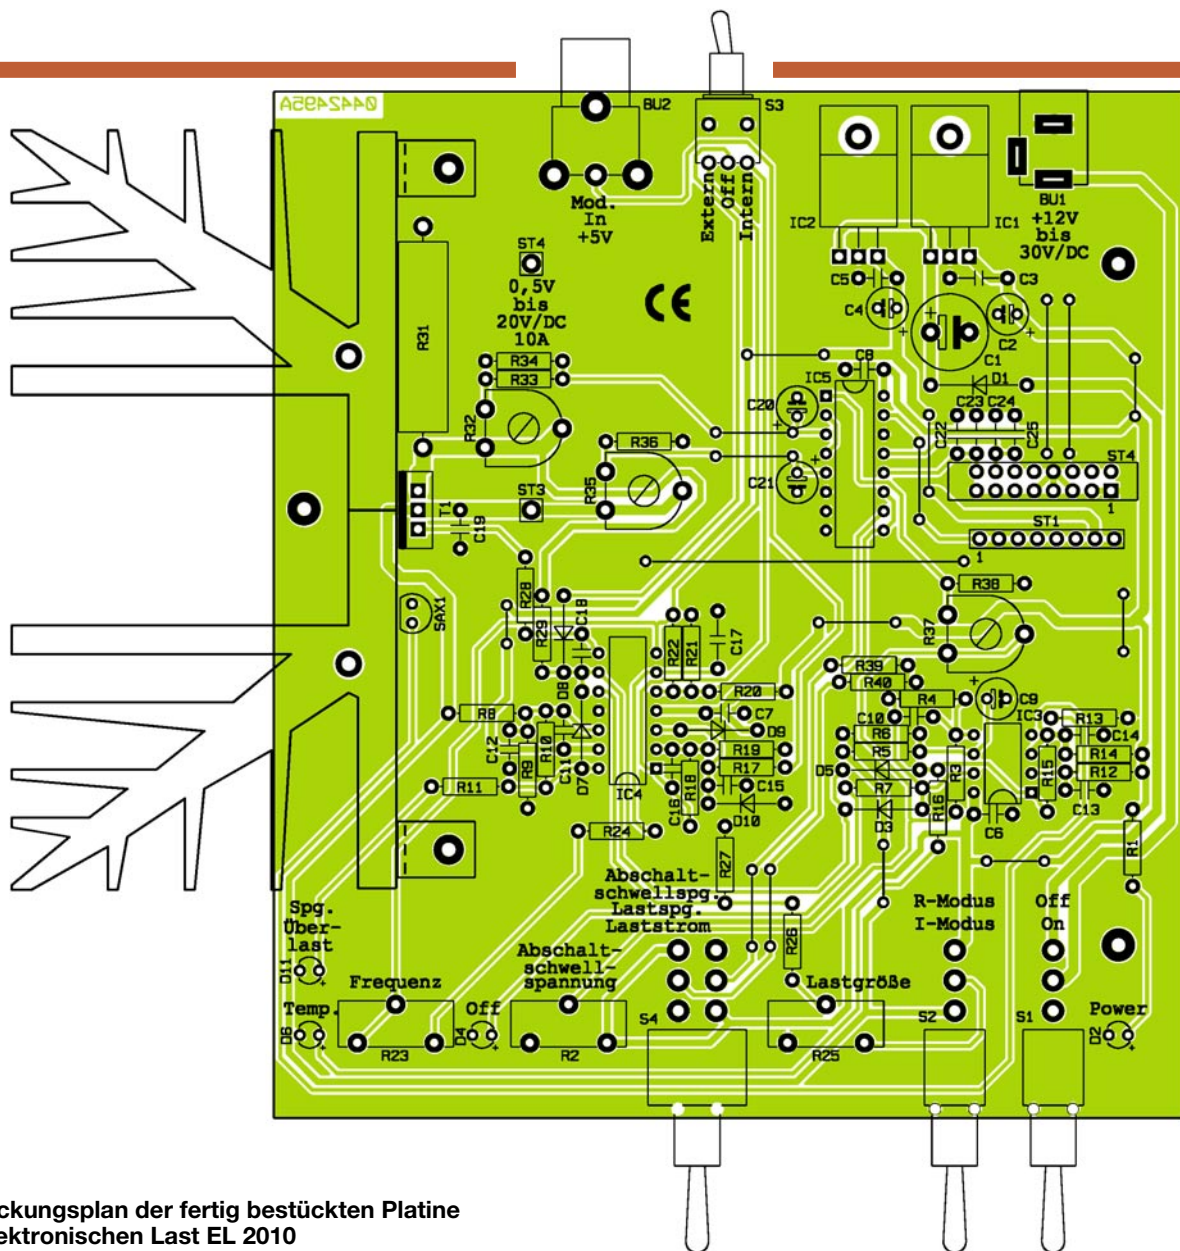 0442495A
BU2
S3
Mod.
In
+5V
Extern
Off
Intern
IC2
IC1
BU1
+12V
bis
30V/DC
ST4
0,5V
bis
20V/DC
10A
CE
C5
C3
C4
C2
C1
R31
R34
R33
R32
C8
IC5
D1
C20
C23 C24
C22
C25
R36
R35
C21
ST4
1
ST1
1
T1
C19
ST3
SAX1
R28
R29
C18
R22
R21
C17
R38
R37
R39
R40
R4
C9
D8
R20
R8
C7
C10
IC3
R13
C12
R10
D9
R6
C14
R9
C11
R19
R5
R3
R14
R17
D5
R15
R12
R11
D7
IC4
C16
R18
C15
R7
R16
C13
D10
D3
C6
R24
R27
R1
Abschalt-
schwellspg.
Lastspg.
Laststrom
R26
R-Modus
I-Modus
Off
On
Spg.
Über-
last
D11
Abschalt-
schwell-
spannung
Frequenz
Lastgröße
Temp.
D6
Off
D4
R23
R2
S4
R25
S2
S1
Power
D2
ckungsplan der fertig bestückten Platine
ektronischen Last EL 2010